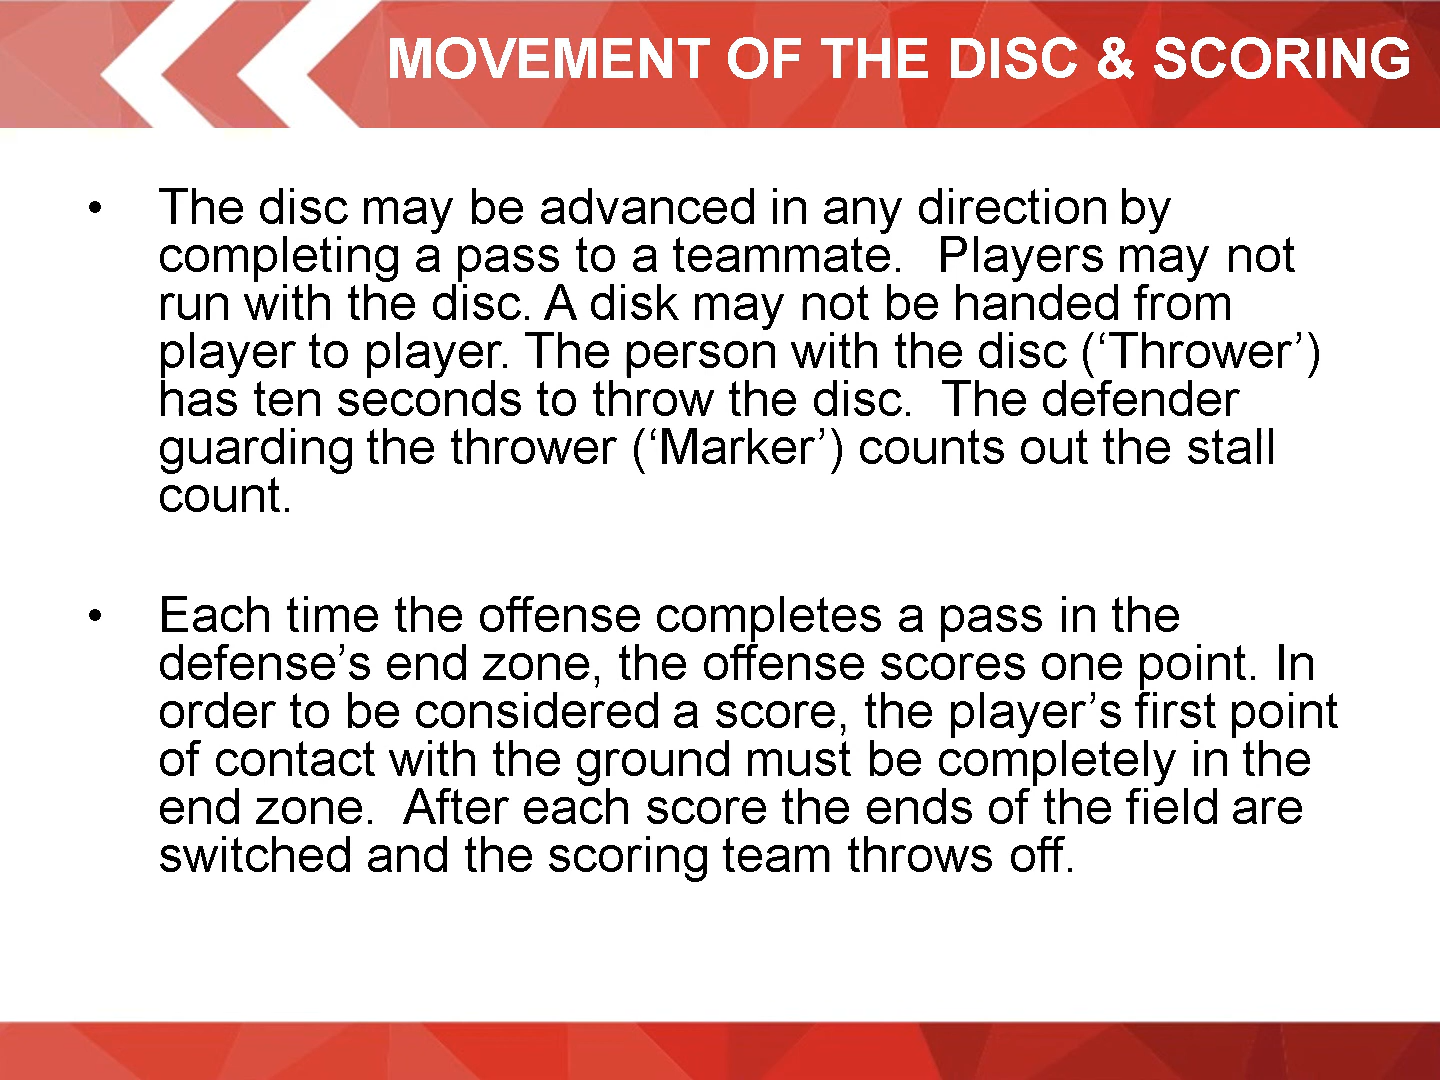 MOVEMENT OF THE DISC & SCORING
• The disc may be advanced in any direction by
completing a pass to a teammate.  Players may not
run with the disc. A disk may not be handed from
player to player. The person with the disc (‘Thrower’)
has ten seconds to throw the disc.  The defender
guarding the thrower (‘Marker’) counts out the stall
count.
• Each time the offense completes a pass in the
defense’s end zone, the offense scores one point. In
order to be considered a score, the player’s first point
of contact with the ground must be completely in the
end zone.  After each score the ends of the field are
switched and the scoring team throws off.